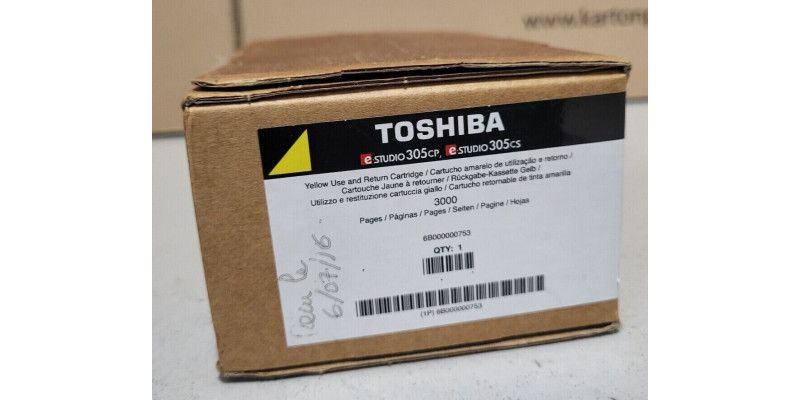 www.kartonp
TOSHIBA
e-STUDIO305CP, e-STUDIO305CS
Yellow Use and Return Cartridge / Cartucho amarelo de utilização e retorno /
Cartouche Jaune à retourner / Rückgabe-Kassette Gelb /
Utilizzo e restituzione cartuccia giallo / Cartucho retornable de tinta amarilla
3000
Pages / Páginas / Pages / Seiten / Pagine / Hojas
6B000000753
QTY: 1
(1P) 6B000000753
6/07/16